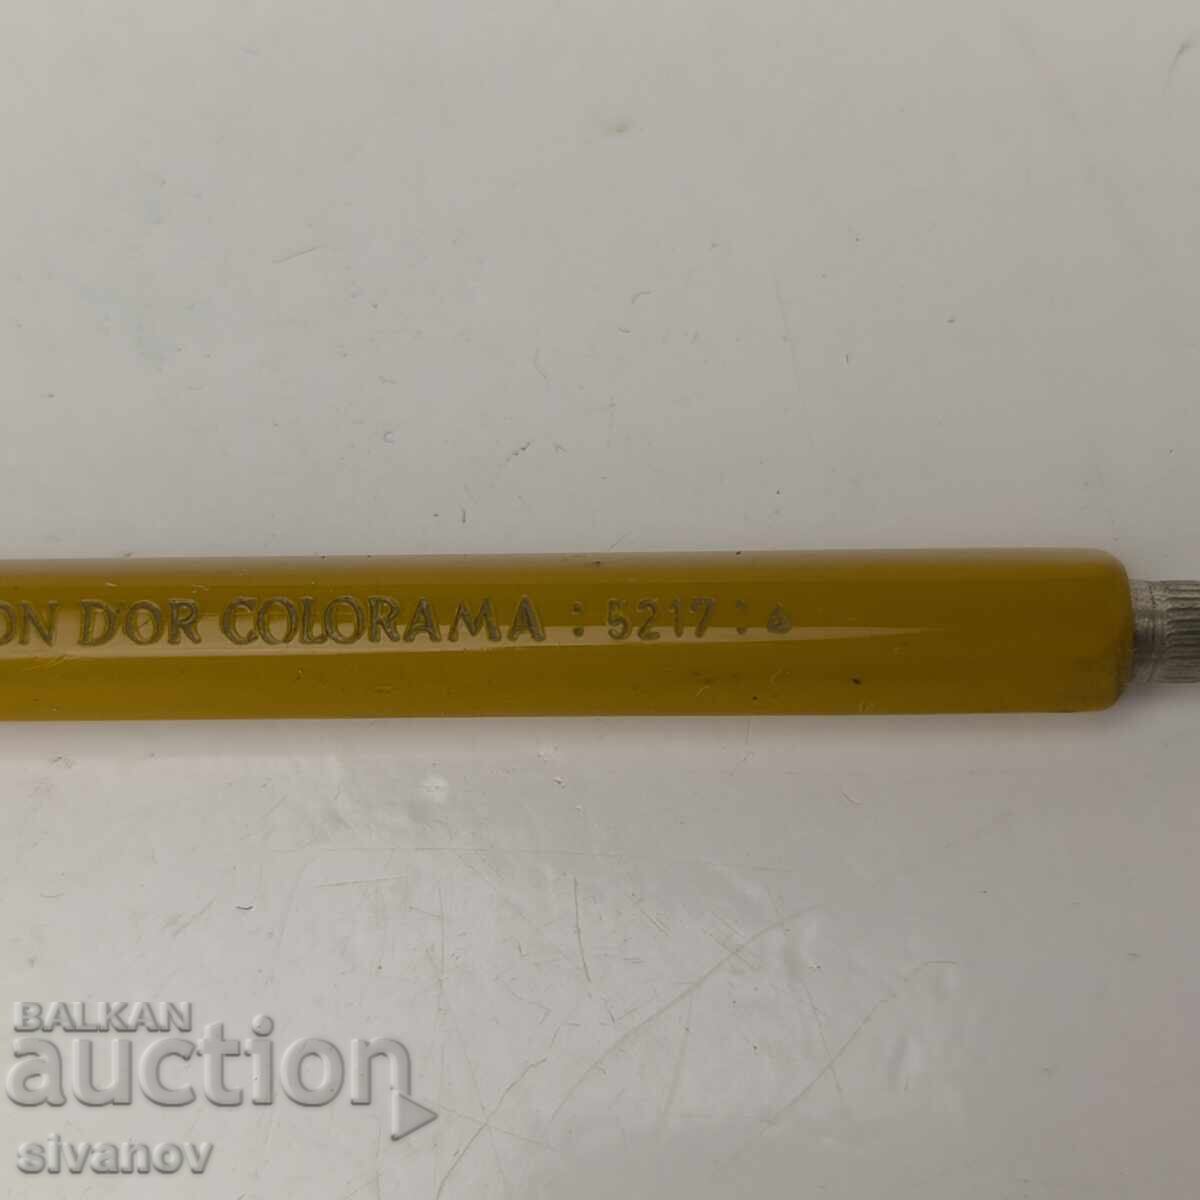 ON D'OR COLORAMA : 5217 :
BALKAN
auction
sivanov